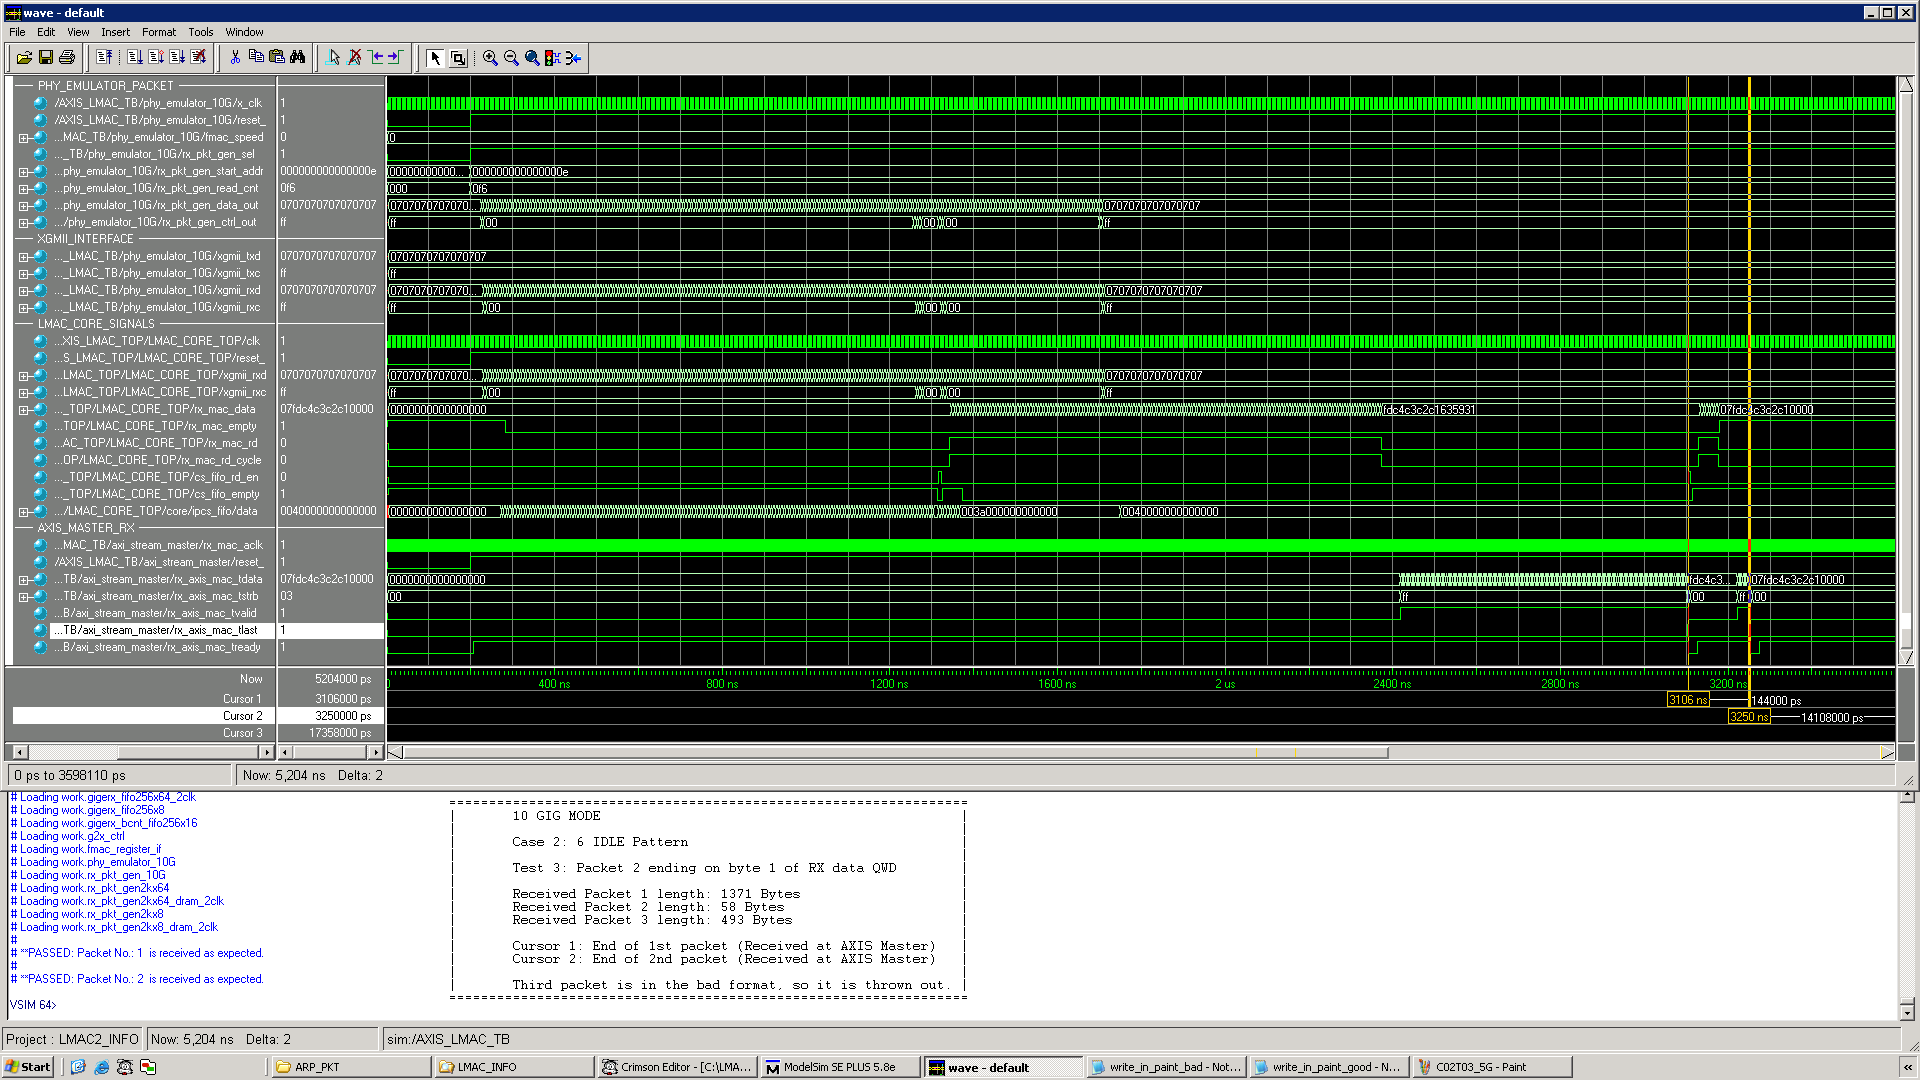 wave - default
File Edit View Insert Format Tools Window
PHY_EMULATOR_PACKET
/AXIS_LMAC_TB/phy_emulator_10G/x_clk 1
/AXIS_LMAC_TB/phy_emulator_10G/reset_ 1
...MAC_TB/phy_emulator_10G/fmac_speed 0 0
..._TB/phy_emulator_10G/rx_pkt_gen_sel 1
...phy_emulator_10G/rx_pkt_gen_start_addr 000000000000000e 00000000000... 000000000000000e
...phy_emulator_10G/rx_pkt_gen_read_cnt 0f6 000 0f6
...phy_emulator_10G/rx_pkt_gen_data_out 0707070707070707 0707070707070... 0707070707070707
.../phy_emulator_10G/rx_pkt_gen_ctrl_out ff ff 00 00 00 ff
XGMII_INTERFACE
..._LMAC_TB/phy_emulator_10G/xgmii_txd 0707070707070707 0707070707070707
..._LMAC_TB/phy_emulator_10G/xgmii_txc ff ff
..._LMAC_TB/phy_emulator_10G/xgmii_rxd 0707070707070707 0707070707070... 0707070707070707
..._LMAC_TB/phy_emulator_10G/xgmii_rxc ff ff 00 00 00 ff
LMAC_CORE_SIGNALS
...XIS_LMAC_TOP/LMAC_CORE_TOP/clk 1
...S_LMAC_TOP/LMAC_CORE_TOP/reset_ 1
...LMAC_TOP/LMAC_CORE_TOP/xgmii_rxd 0707070707070707 0707070707070... 0707070707070707
...LMAC_TOP/LMAC_CORE_TOP/xgmii_rxc ff ff 00 00 00 ff
..._TOP/LMAC_CORE_TOP/rx_mac_data 07fdc4c3c2c10000 0000000000000000 fdc4c3c2c1635931 07fdc4c3c2c10000
...TOP/LMAC_CORE_TOP/rx_mac_empty 1
...AC_TOP/LMAC_CORE_TOP/rx_mac_rd 0
...OP/LMAC_CORE_TOP/rx_mac_rd_cycle 0
..._TOP/LMAC_CORE_TOP/cs_fifo_rd_en 0
..._TOP/LMAC_CORE_TOP/cs_fifo_empty 1
.../LMAC_CORE_TOP/core/ipcs_fifo/data 0040000000000000 0000000000000000 003a000000000000 0040000000000000
AXIS_MASTER_RX
...MAC_TB/axi_stream_master/rx_mac_aclk 1
/AXIS_LMAC_TB/axi_stream_master/reset_ 1
...TB/axi_stream_master/rx_axis_mac_tdata 07fdc4c3c2c10000 0000000000000000 fdc4c3... 07fdc4c3c2c10000
...TB/axi_stream_master/rx_axis_mac_tstrb 03 00 ff 00 ff 00
...B/axi_stream_master/rx_axis_mac_tvalid 1
...TB/axi_stream_master/rx_axis_mac_tlast 1
...B/axi_stream_master/rx_axis_mac_tready 1
Now 5204000 ps 0 400 ns 800 ns 1200 ns 1600 ns 2 us 2400 ns 2800 ns 3200 ns
Cursor 1 3106000 ps 3106 ns 144000 ps
Cursor 2 3250000 ps 3250 ns 14108000 ps
Cursor 3 17358000 ps
0 ps to 3598110 ps Now: 5,204 ns Delta: 2
# Loading work.gigerx_fifo256x64_2clk
# Loading work.gigerx_fifo256x8
# Loading work.gigerx_bcnt_fifo256x16
# Loading work.g2x_ctrl
# Loading work.fmac_register_if
# Loading work.phy_emulator_10G
# Loading work.rx_pkt_gen_10G
# Loading work.rx_pkt_gen2kx64
# Loading work.rx_pkt_gen2kx64_dram_2clk
# Loading work.rx_pkt_gen2kx8
# Loading work.rx_pkt_gen2kx8_dram_2clk
#
# **PASSED: Packet No.: 1 is received as expected.
#
# **PASSED: Packet No.: 2 is received as expected.
VSIM 64>
10 GIG MODE
Case 2: 6 IDLE Pattern
Test 3: Packet 2 ending on byte 1 of RX data QWD
Received Packet 1 length: 1371 Bytes
Received Packet 2 length: 58 Bytes
Received Packet 3 length: 493 Bytes
Cursor 1: End of 1st packet (Received at AXIS Master)
Cursor 2: End of 2nd packet (Received at AXIS Master)
Third packet is in the bad format, so it is thrown out.
Project : LMAC2_INFO Now: 5,204 ns Delta: 2 sim:/AXIS_LMAC_TB
Start ARP_PKT LMAC_INFO Crimson Editor - [C:\LMA... ModelSim SE PLUS 5.8e wave - default write_in_paint_bad - Not... write_in_paint_good - N... C02T03_5G - Paint